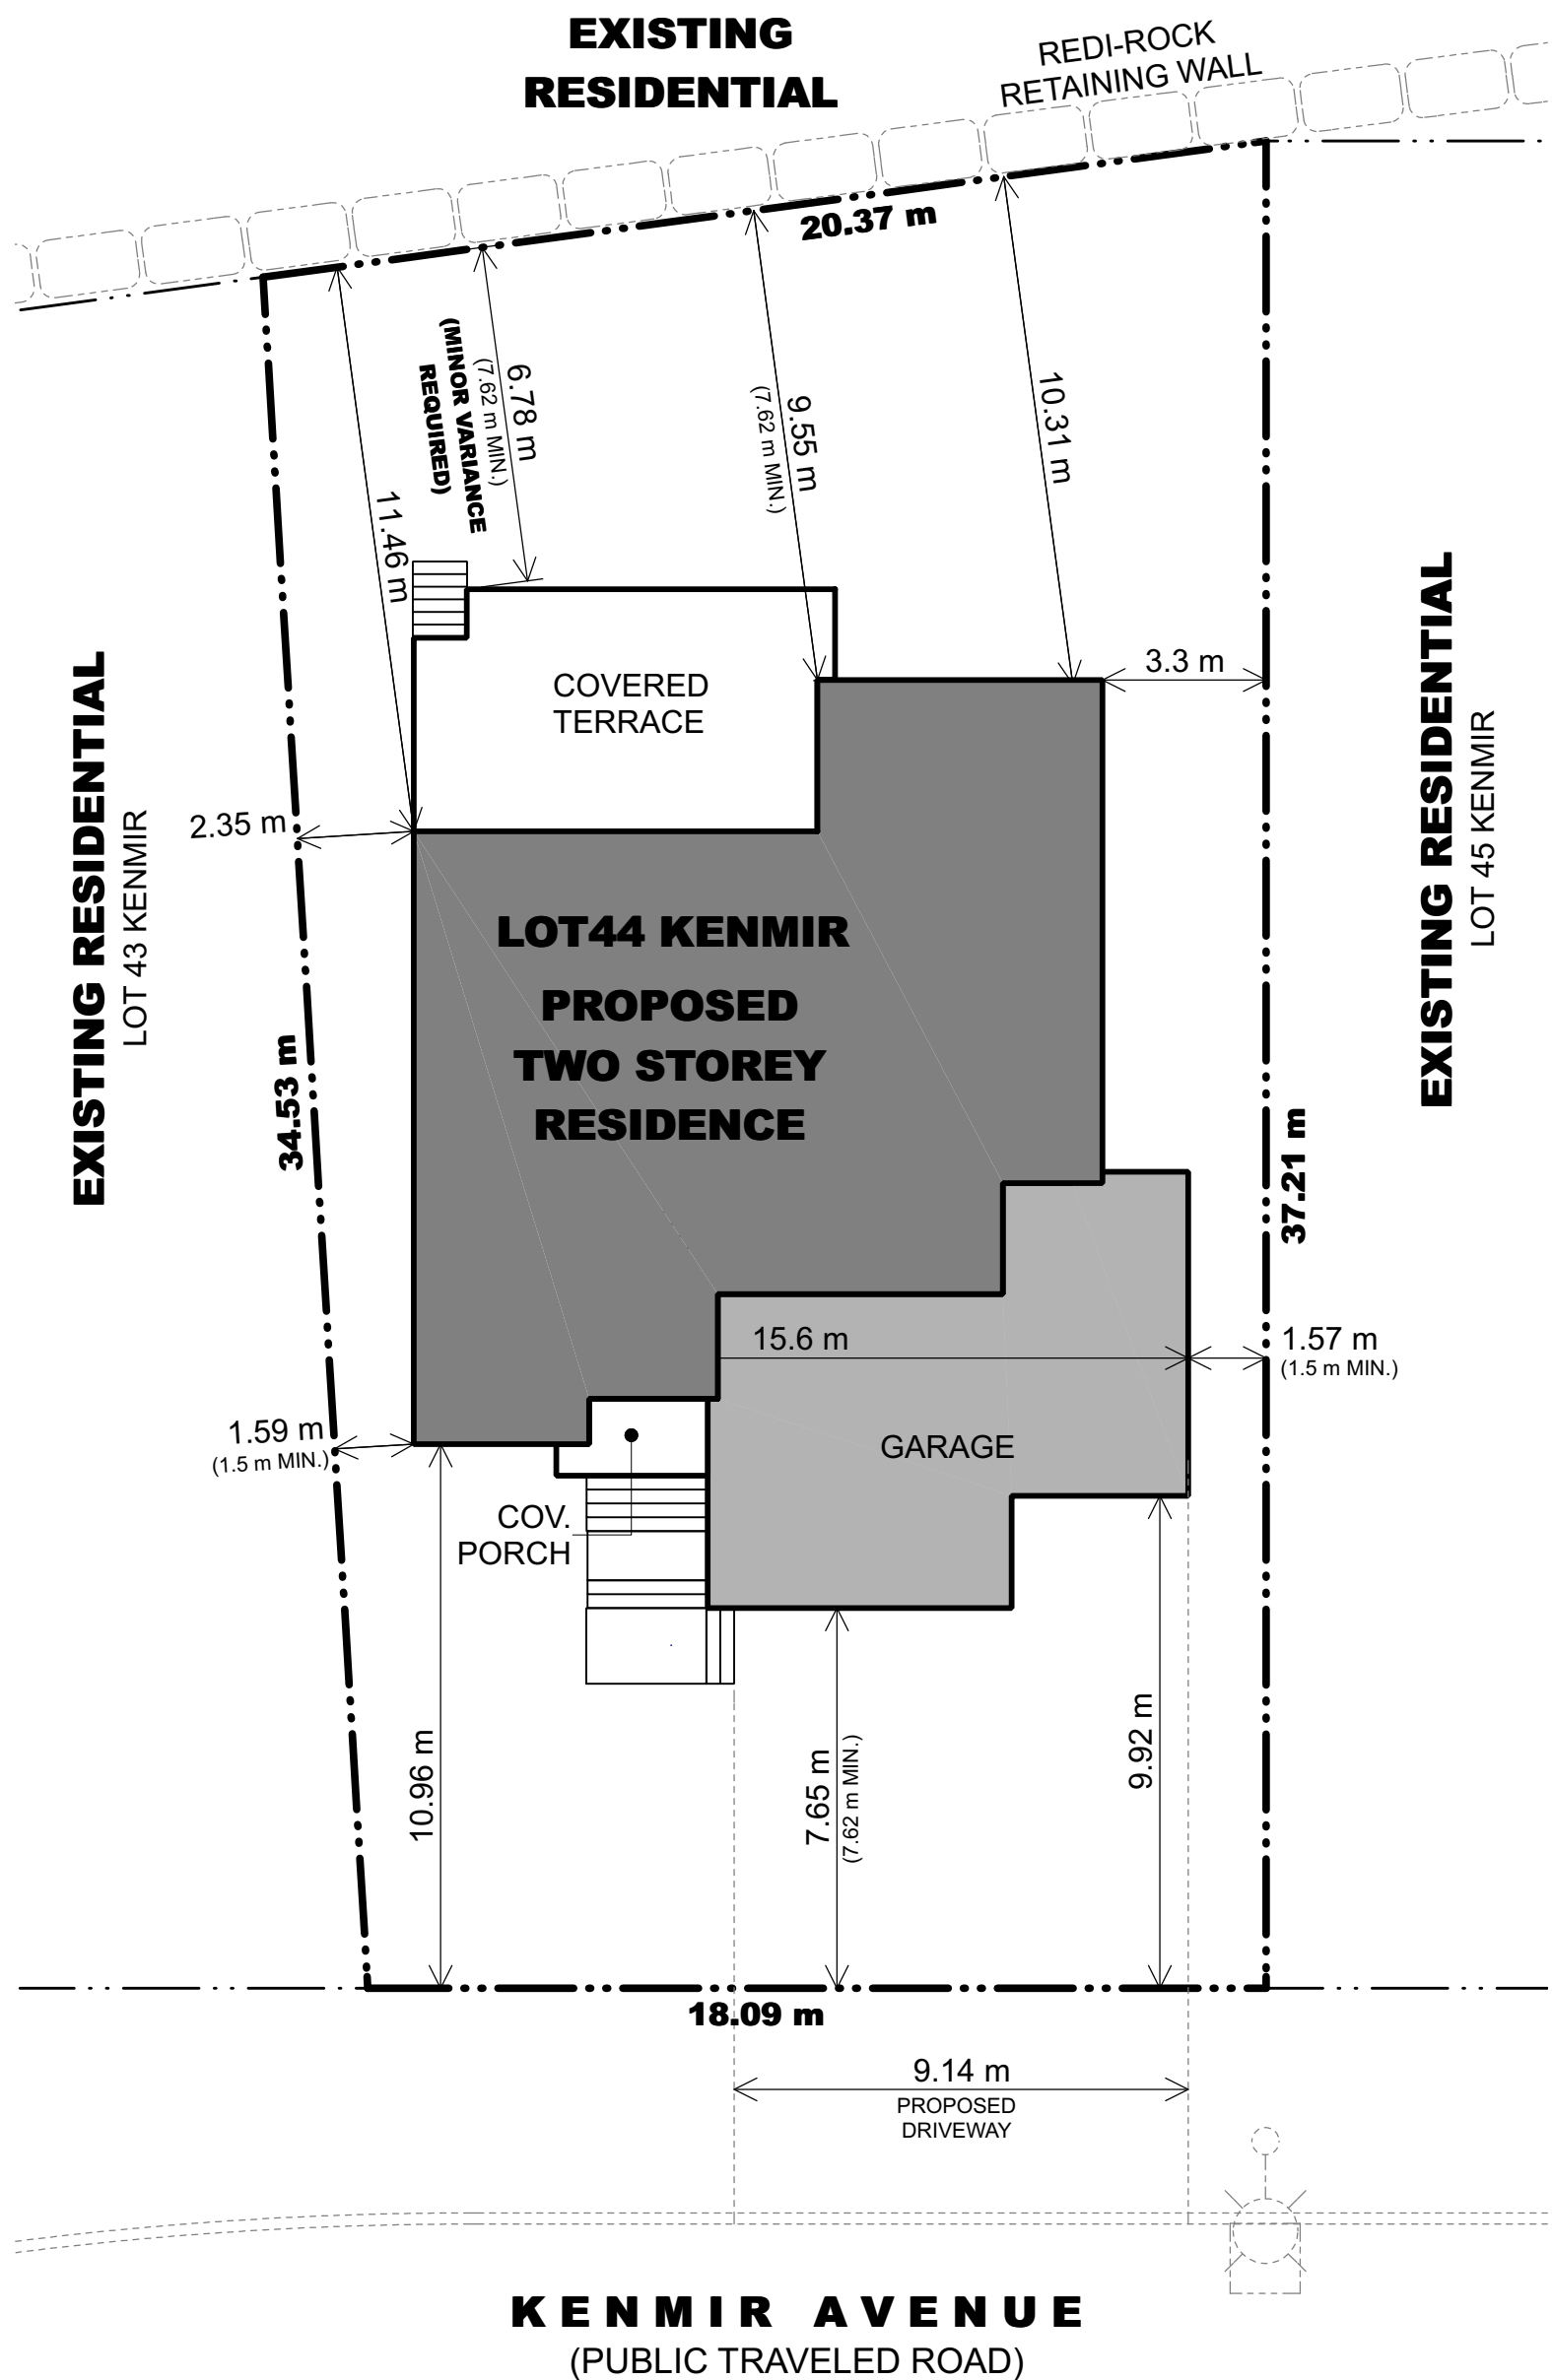 EXISTING
RESIDENTIAL
REDI-ROCK
RETAINING WALL
20.37 m
(MINOR VARIANCE
REQUIRED)
6.78 m
(7.62 m MIN.)
9.55 m
(7.62 m MIN.)
10.31 m
11.46 m
3.3 m
COVERED
TERRACE
2.35 m
EXISTING RESIDENTIAL
LOT 43 KENMIR
EXISTING RESIDENTIAL
LOT 45 KENMIR
LOT44 KENMIR
PROPOSED
TWO STOREY
RESIDENCE
34.53 m
37.21 m
15.6 m
1.57 m
(1.5 m MIN.)
1.59 m
(1.5 m MIN.)
GARAGE
COV.
PORCH
10.96 m
7.65 m
(7.62 m MIN.)
9.92 m
18.09 m
9.14 m
PROPOSED
DRIVEWAY
KENMIR AVENUE
(PUBLIC TRAVELED ROAD)